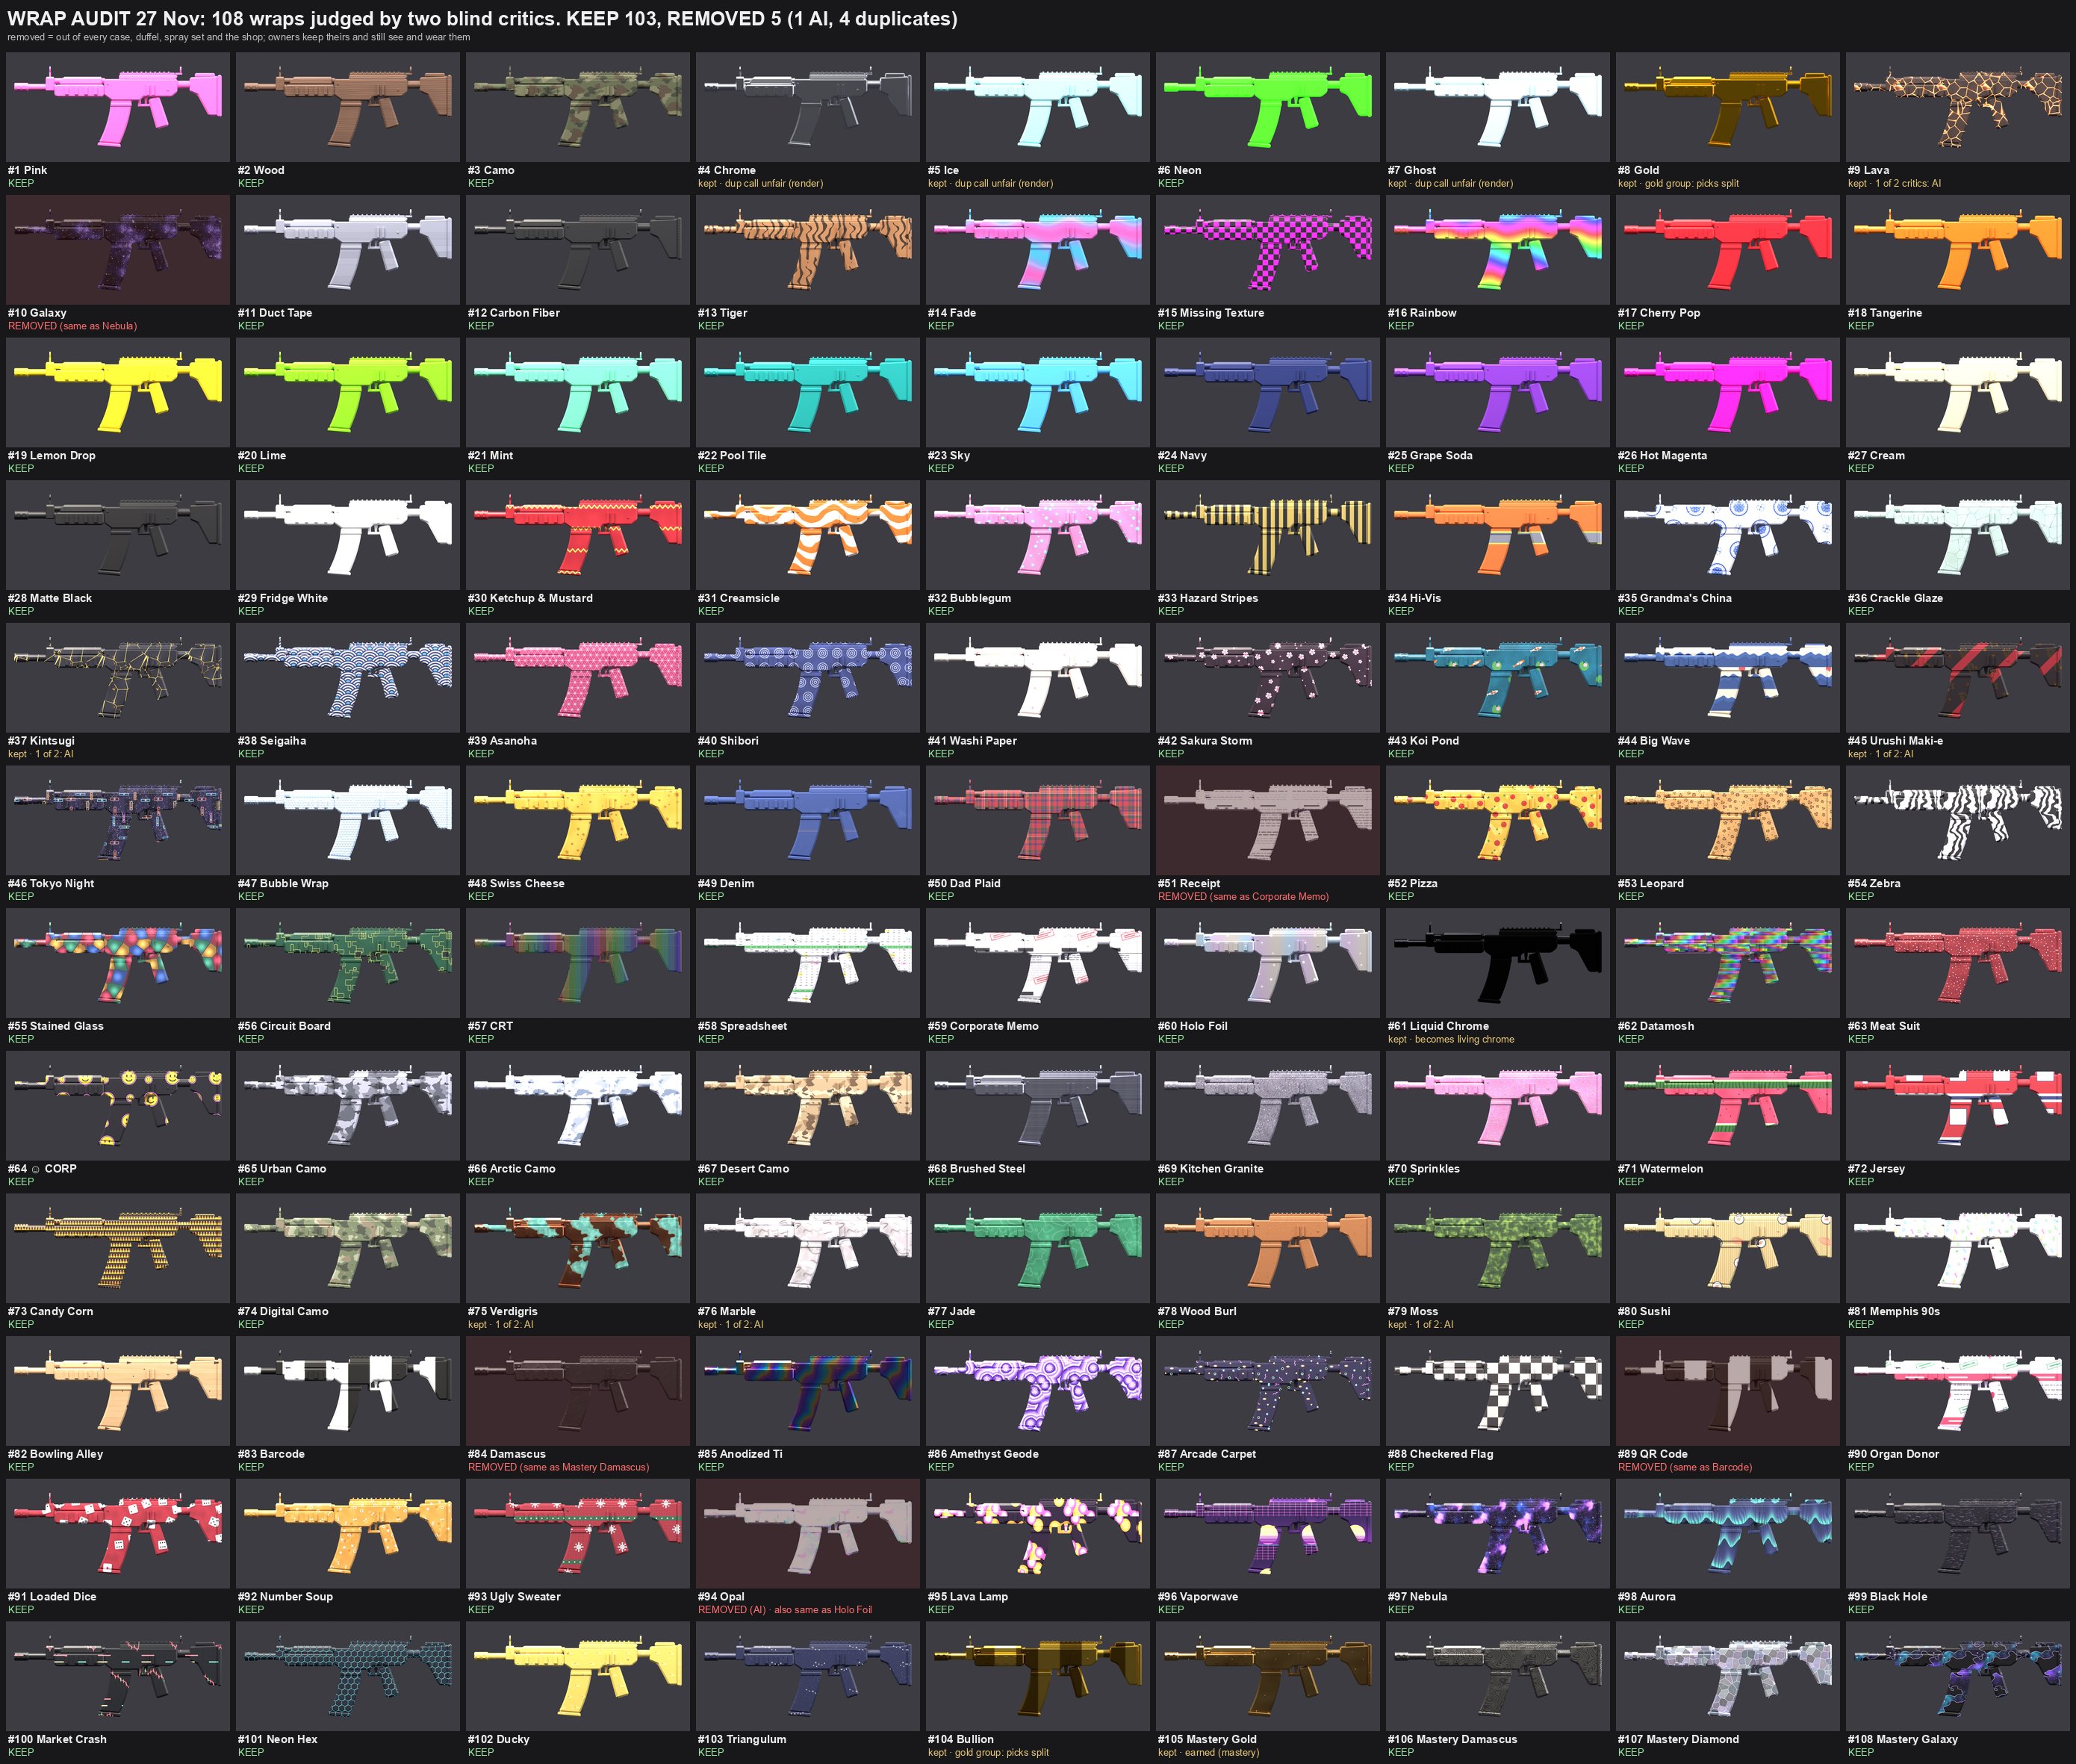 WRAP AUDIT 27 Nov: 108 wraps judged by two blind critics. KEEP 103, REMOVED 5 (1 AI, 4 duplicates)
removed = out of every case, duffel, spray set and the shop; owners keep theirs and still see and wear them
#1 Pink
KEEP
#2 Wood
KEEP
#3 Camo
KEEP
#4 Chrome
kept · dup call unfair (render)
#5 Ice
kept · dup call unfair (render)
#6 Neon
KEEP
#7 Ghost
kept · dup call unfair (render)
#8 Gold
kept · gold group: picks split
#9 Lava
kept · 1 of 2 critics: AI
#10 Galaxy
REMOVED (same as Nebula)
#11 Duct Tape
KEEP
#12 Carbon Fiber
KEEP
#13 Tiger
KEEP
#14 Fade
KEEP
#15 Missing Texture
KEEP
#16 Rainbow
KEEP
#17 Cherry Pop
KEEP
#18 Tangerine
KEEP
#19 Lemon Drop
KEEP
#20 Lime
KEEP
#21 Mint
KEEP
#22 Pool Tile
KEEP
#23 Sky
KEEP
#24 Navy
KEEP
#25 Grape Soda
KEEP
#26 Hot Magenta
KEEP
#27 Cream
KEEP
#28 Matte Black
KEEP
#29 Fridge White
KEEP
#30 Ketchup & Mustard
KEEP
#31 Creamsicle
KEEP
#32 Bubblegum
KEEP
#33 Hazard Stripes
KEEP
#34 Hi-Vis
KEEP
#35 Grandma's China
KEEP
#36 Crackle Glaze
KEEP
#37 Kintsugi
kept · 1 of 2: AI
#38 Seigaiha
KEEP
#39 Asanoha
KEEP
#40 Shibori
KEEP
#41 Washi Paper
KEEP
#42 Sakura Storm
KEEP
#43 Koi Pond
KEEP
#44 Big Wave
KEEP
#45 Urushi Maki-e
kept · 1 of 2: AI
#46 Tokyo Night
KEEP
#47 Bubble Wrap
KEEP
#48 Swiss Cheese
KEEP
#49 Denim
KEEP
#50 Dad Plaid
KEEP
#51 Receipt
REMOVED (same as Corporate Memo)
#52 Pizza
KEEP
#53 Leopard
KEEP
#54 Zebra
KEEP
#55 Stained Glass
KEEP
#56 Circuit Board
KEEP
#57 CRT
KEEP
#58 Spreadsheet
KEEP
#59 Corporate Memo
KEEP
#60 Holo Foil
KEEP
#61 Liquid Chrome
kept · becomes living chrome
#62 Datamosh
KEEP
#63 Meat Suit
KEEP
#64 ☺ CORP
KEEP
#65 Urban Camo
KEEP
#66 Arctic Camo
KEEP
#67 Desert Camo
KEEP
#68 Brushed Steel
KEEP
#69 Kitchen Granite
KEEP
#70 Sprinkles
KEEP
#71 Watermelon
KEEP
#72 Jersey
KEEP
#73 Candy Corn
KEEP
#74 Digital Camo
KEEP
#75 Verdigris
kept · 1 of 2: AI
#76 Marble
kept · 1 of 2: AI
#77 Jade
KEEP
#78 Wood Burl
KEEP
#79 Moss
kept · 1 of 2: AI
#80 Sushi
KEEP
#81 Memphis 90s
KEEP
#82 Bowling Alley
KEEP
#83 Barcode
KEEP
#84 Damascus
REMOVED (same as Mastery Damascus)
#85 Anodized Ti
KEEP
#86 Amethyst Geode
KEEP
#87 Arcade Carpet
KEEP
#88 Checkered Flag
KEEP
#89 QR Code
REMOVED (same as Barcode)
#90 Organ Donor
KEEP
#91 Loaded Dice
KEEP
#92 Number Soup
KEEP
#93 Ugly Sweater
KEEP
#94 Opal
REMOVED (AI) · also same as Holo Foil
#95 Lava Lamp
KEEP
#96 Vaporwave
KEEP
#97 Nebula
KEEP
#98 Aurora
KEEP
#99 Black Hole
KEEP
#100 Market Crash
KEEP
#101 Neon Hex
KEEP
#102 Ducky
KEEP
#103 Triangulum
KEEP
#104 Bullion
kept · gold group: picks split
#105 Mastery Gold
kept · earned (mastery)
#106 Mastery Damascus
KEEP
#107 Mastery Diamond
KEEP
#108 Mastery Galaxy
KEEP